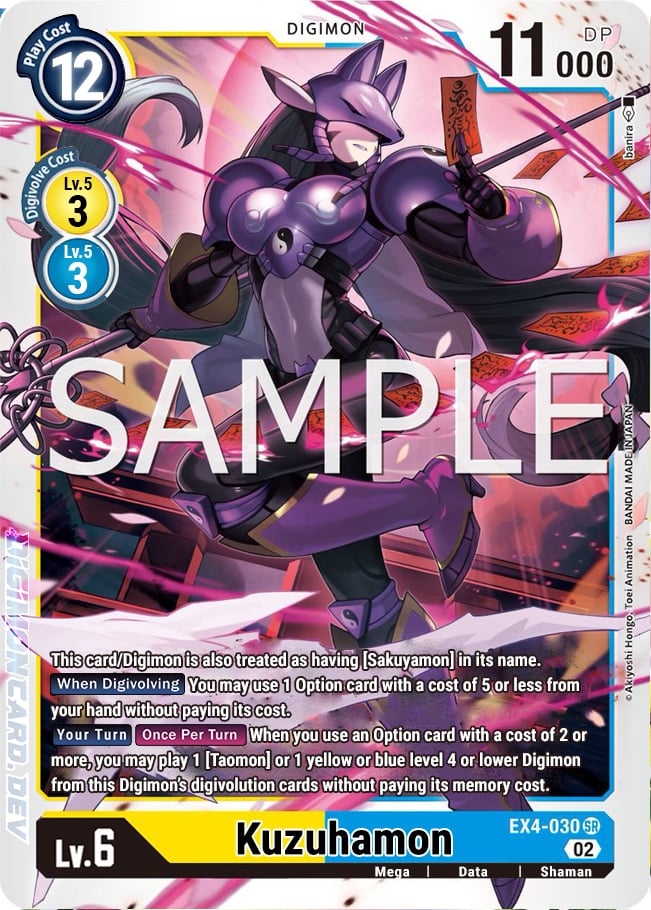 DIGIMON
Play Cost
12
DP
11000
Digivolve Cost
Lv.5
3
Lv.5
3
banira
SAMPLE
© Akiyoshi Hongo, Toei Animation BANDAI MADE IN JAPAN
DIGIMONCARD.DEV
This card/Digimon is also treated as having [Sakuyamon] in its name.
When Digivolving You may use 1 Option card with a cost of 5 or less from
your hand without paying its cost.
Your Turn Once Per Turn When you use an Option card with a cost of 2 or
more, you may play 1 [Taomon] or 1 yellow or blue level 4 or lower Digimon
from this Digimon's digivolution cards without paying its memory cost.
Lv.6
Kuzuhamon
EX4-030 SR
02
Mega | Data | Shaman